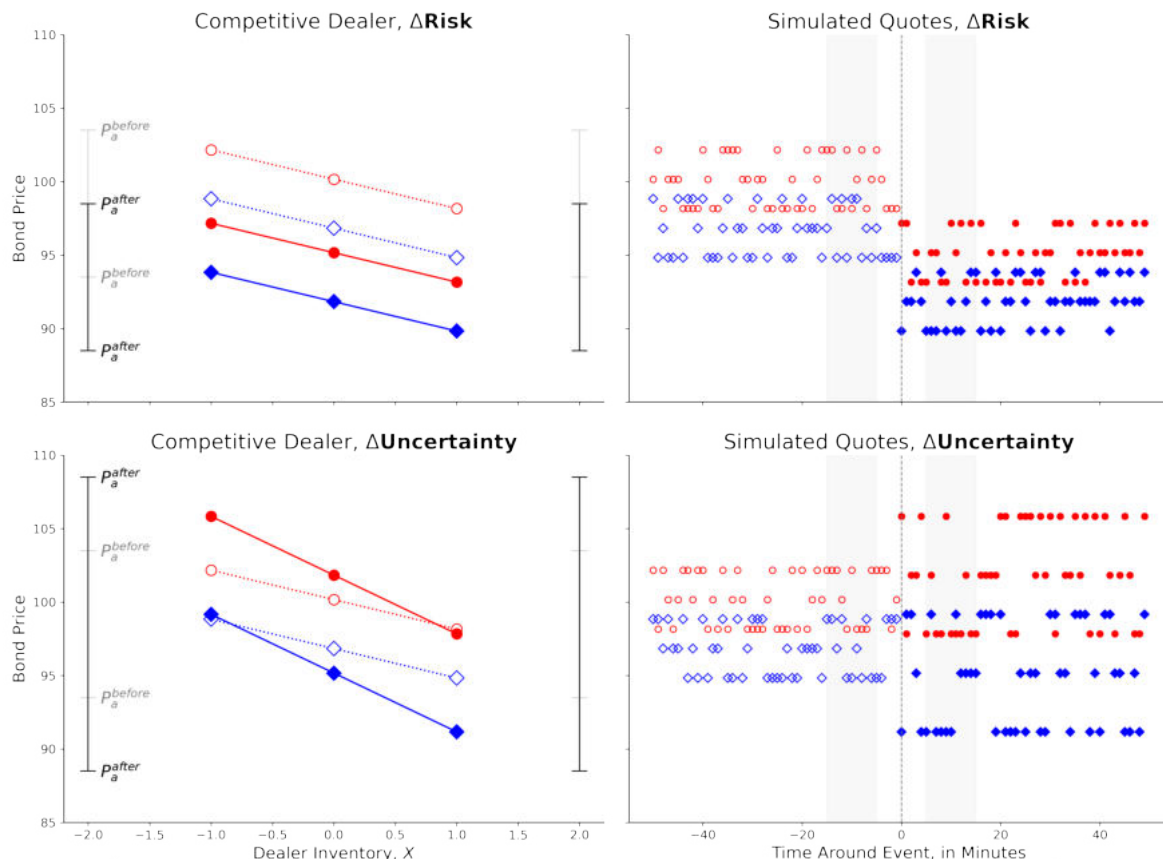 Competitive Dealer, ΔRisk
Simulated Quotes, ΔRisk
110
105
100
95
90
85
Bond Price
P_a^before
P_a^after
P_a^before
P_a^after
Competitive Dealer, ΔUncertainty
Simulated Quotes, ΔUncertainty
110
105
100
95
90
85
Bond Price
P_a^after
P_a^before
P_a^before
P_a^after
−2.0 −1.5 −1.0 −0.5 0.0 0.5 1.0 1.5 2.0
Dealer Inventory, X
−40 −20 0 20 40
Time Around Event, in Minutes